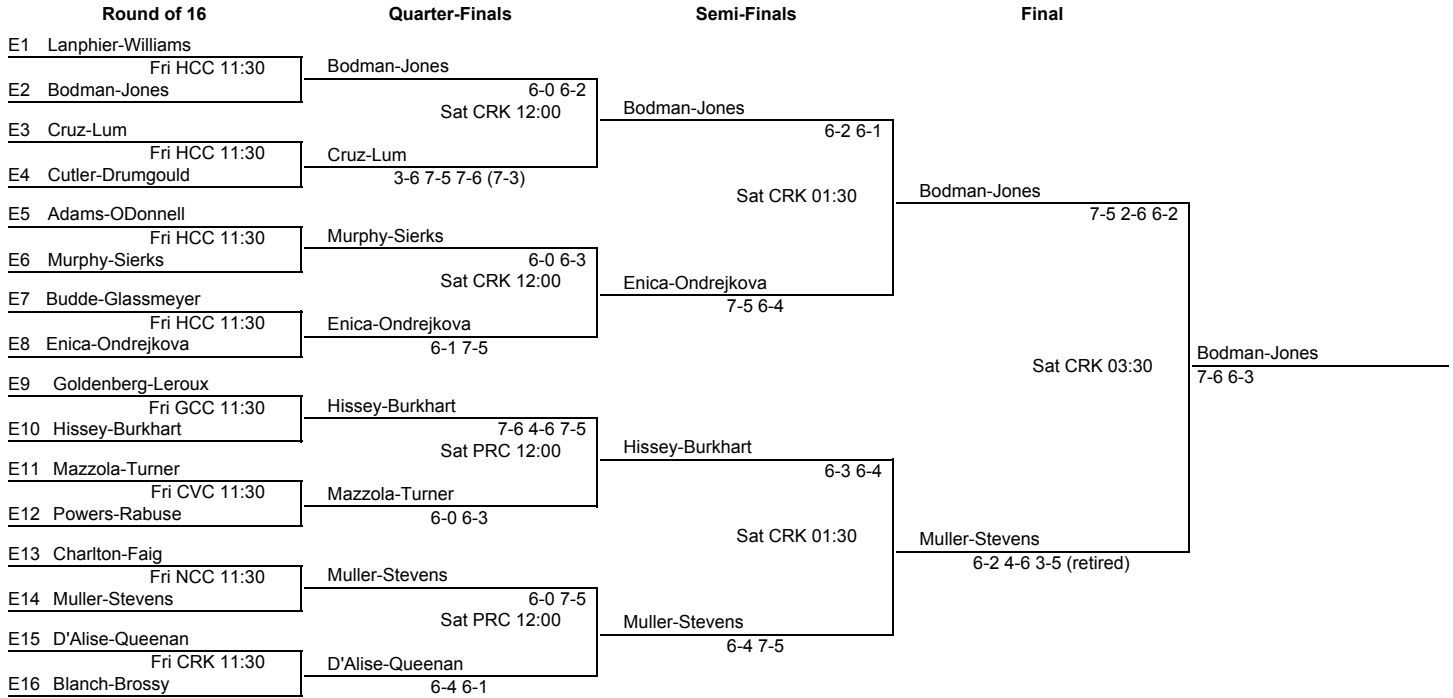 Round of 16 Quarter-Finals Semi-Finals Final
E1 Lanphier-Williams
Fri HCC 11:30
E2 Bodman-Jones
E3 Cruz-Lum
Fri HCC 11:30
E4 Cutler-Drumgould
E5 Adams-ODonnell
Fri HCC 11:30
E6 Murphy-Sierks
E7 Budde-Glassmeyer
Fri HCC 11:30
E8 Enica-Ondrejkova
E9 Goldenberg-Leroux
Fri GCC 11:30
E10 Hissey-Burkhart
E11 Mazzola-Turner
Fri CVC 11:30
E12 Powers-Rabuse
E13 Charlton-Faig
Fri NCC 11:30
E14 Muller-Stevens
E15 D'Alise-Queenan
Fri CRK 11:30
E16 Blanch-Brossy
Bodman-Jones
6-0 6-2
Sat CRK 12:00
Cruz-Lum
3-6 7-5 7-6 (7-3)
Murphy-Sierks
6-0 6-3
Sat CRK 12:00
Enica-Ondrejkova
6-1 7-5
Hissey-Burkhart
7-6 4-6 7-5
Sat PRC 12:00
Mazzola-Turner
6-0 6-3
Muller-Stevens
6-0 7-5
Sat PRC 12:00
D'Alise-Queenan
6-4 6-1
Bodman-Jones
6-2 6-1
Sat CRK 01:30
Enica-Ondrejkova
7-5 6-4
Hissey-Burkhart
6-3 6-4
Sat CRK 01:30
Muller-Stevens
6-4 7-5
Bodman-Jones
7-5 2-6 6-2
Sat CRK 03:30
Muller-Stevens
6-2 4-6 3-5 (retired)
Bodman-Jones
7-6 6-3